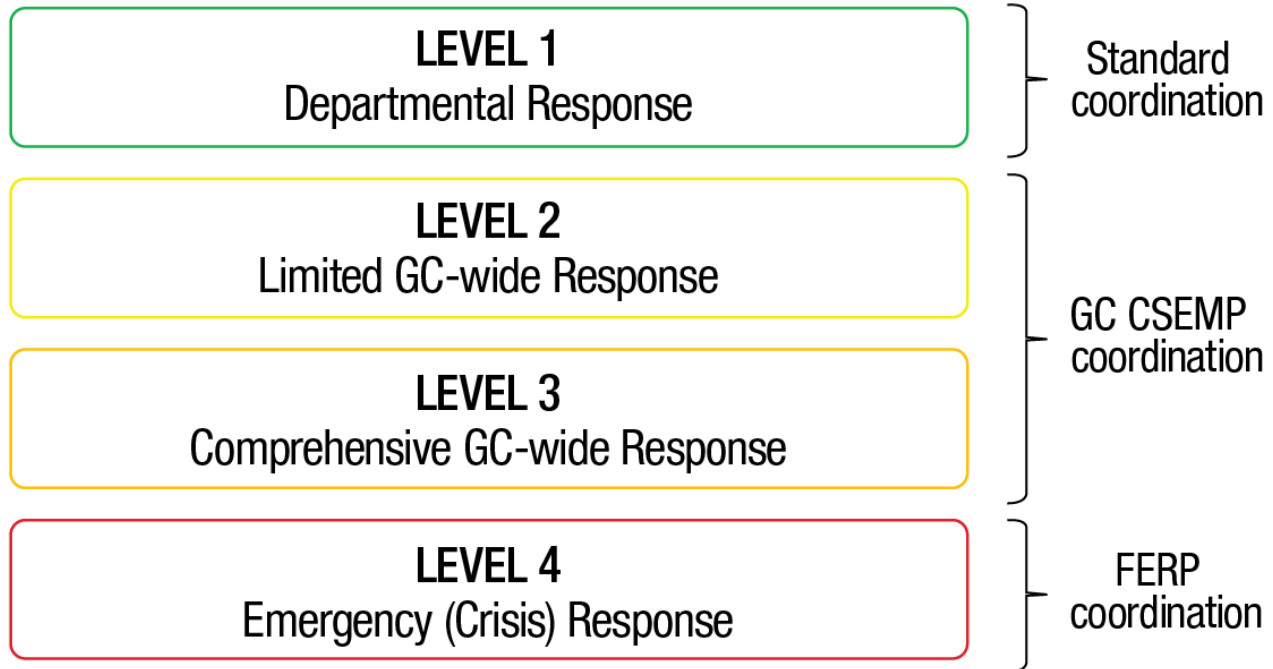 LEVEL 1
Departmental Response
Standard
coordination
LEVEL 2
Limited GC-wide Response
LEVEL 3
Comprehensive GC-wide Response
GC CSEMP
coordination
LEVEL 4
Emergency (Crisis) Response
FERP
coordination